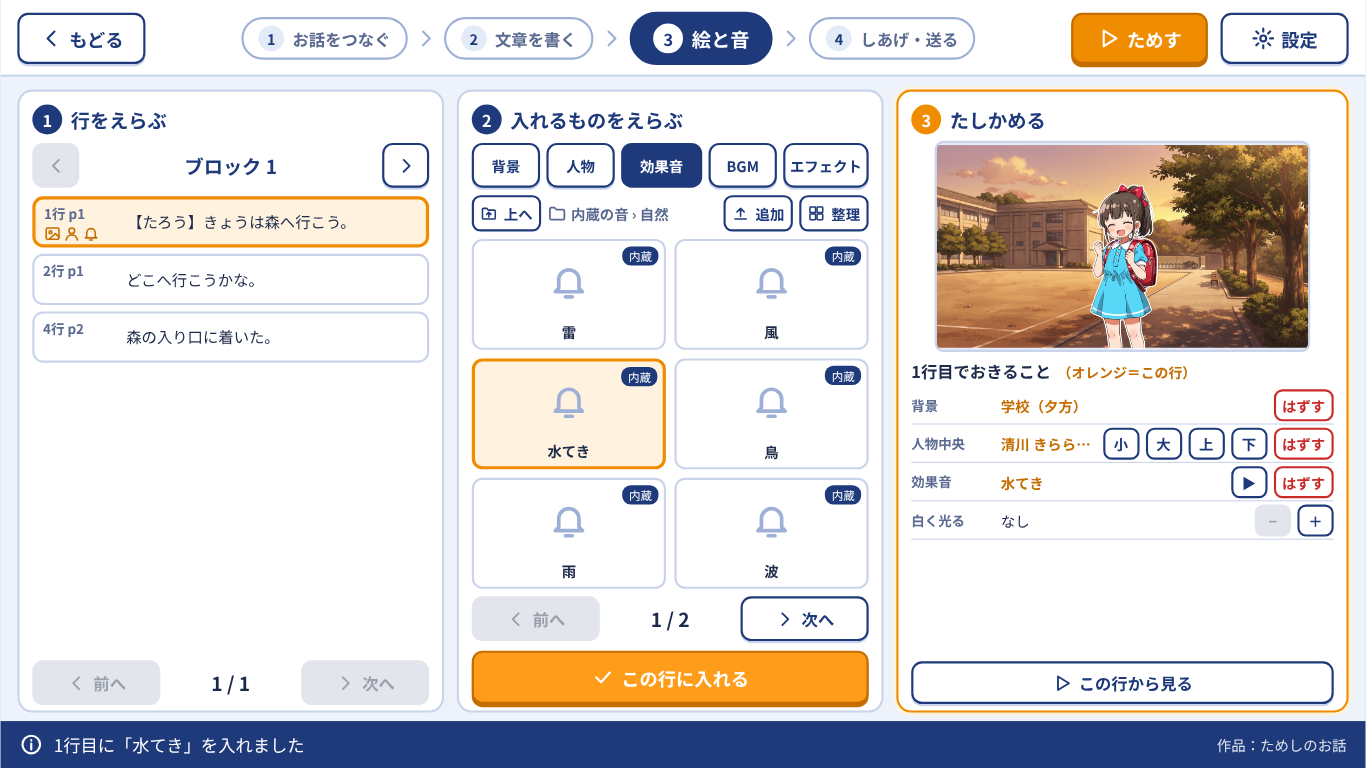 もどる
1 お話をつなぐ
2 文章を書く
3 絵と音
4 しあげ・送る
ためす
設定
1 行をえらぶ
ブロック 1
1行 p1
【たろう】きょうは森へ行こう。
2行 p1
どこへ行こうかな。
4行 p2
森の入り口に着いた。
前へ
1 / 1
次へ
2 入れるものをえらぶ
背景
人物
効果音
BGM
エフェクト
上へ
内蔵の音 › 自然
追加
整理
内蔵
雷
内蔵
風
内蔵
水てき
内蔵
鳥
内蔵
雨
内蔵
波
前へ
1 / 2
次へ
この行に入れる
3 たしかめる
1行目でおきること (オレンジ=この行)
背景 学校（夕方） はずす
人物中央 清川 きらら… 小 大 上 下 はずす
効果音 水てき はずす
白く光る なし − +
この行から見る
1行目に「水てき」を入れました
作品：ためしのお話